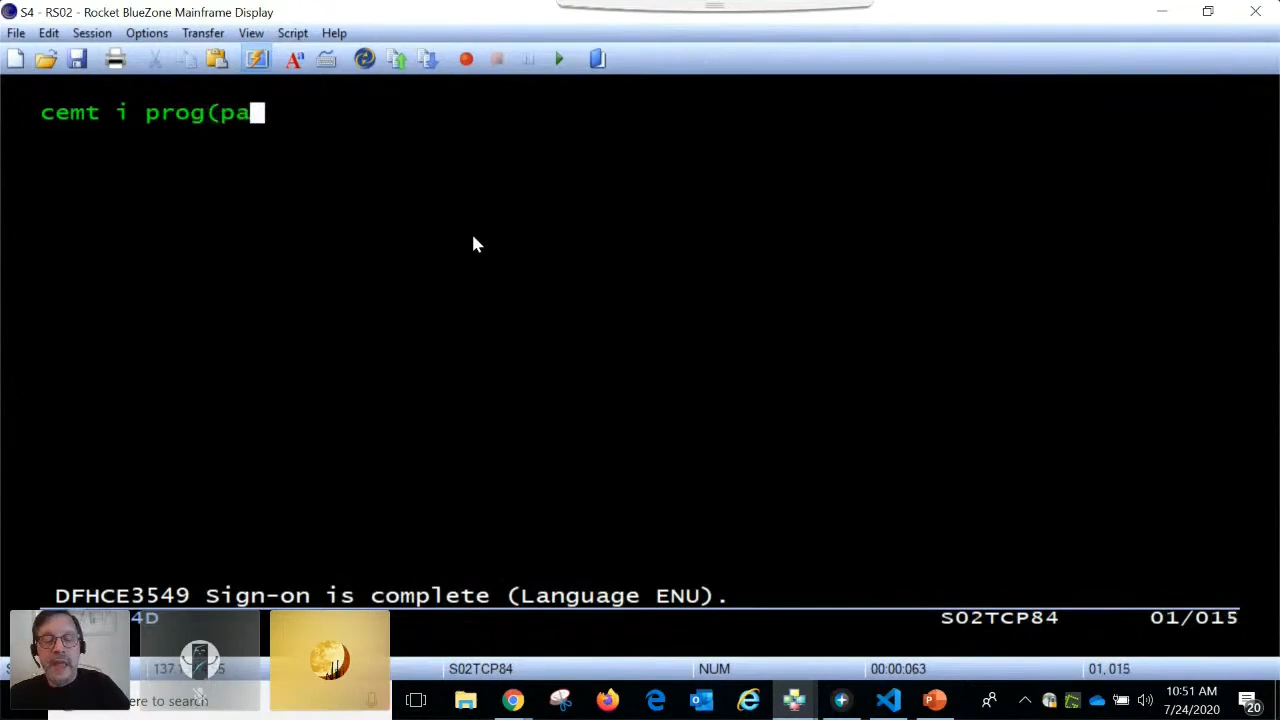 S4 - RS02 - Rocket BlueZone Mainframe Display
File Edit Session Options Transfer View Script Help
cemt i prog(pa
DFHCE3549 Sign-on is complete (Language ENU).
4D S02TCP84 01/015
S02TCP84 NUM 00:00:063 01,015
ere to search
10:51 AM
7/24/2020
20